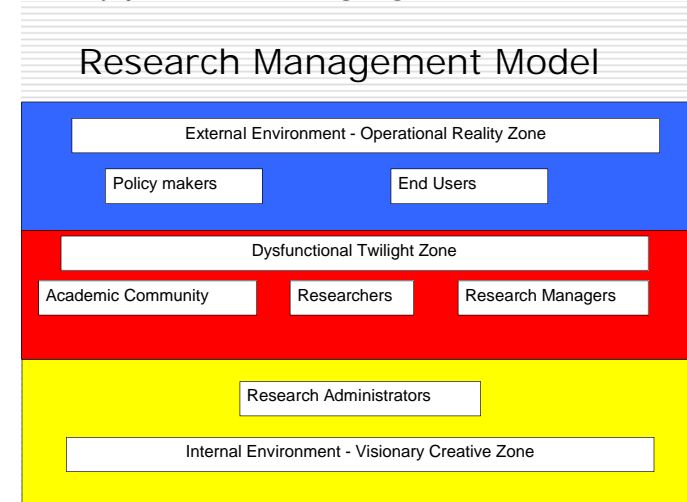 Research Management Model
External Environment - Operational Reality Zone
Policy makers
End Users
Dysfunctional Twilight Zone
Academic Community
Researchers
Research Managers
Research Administrators
Internal Environment - Visionary Creative Zone